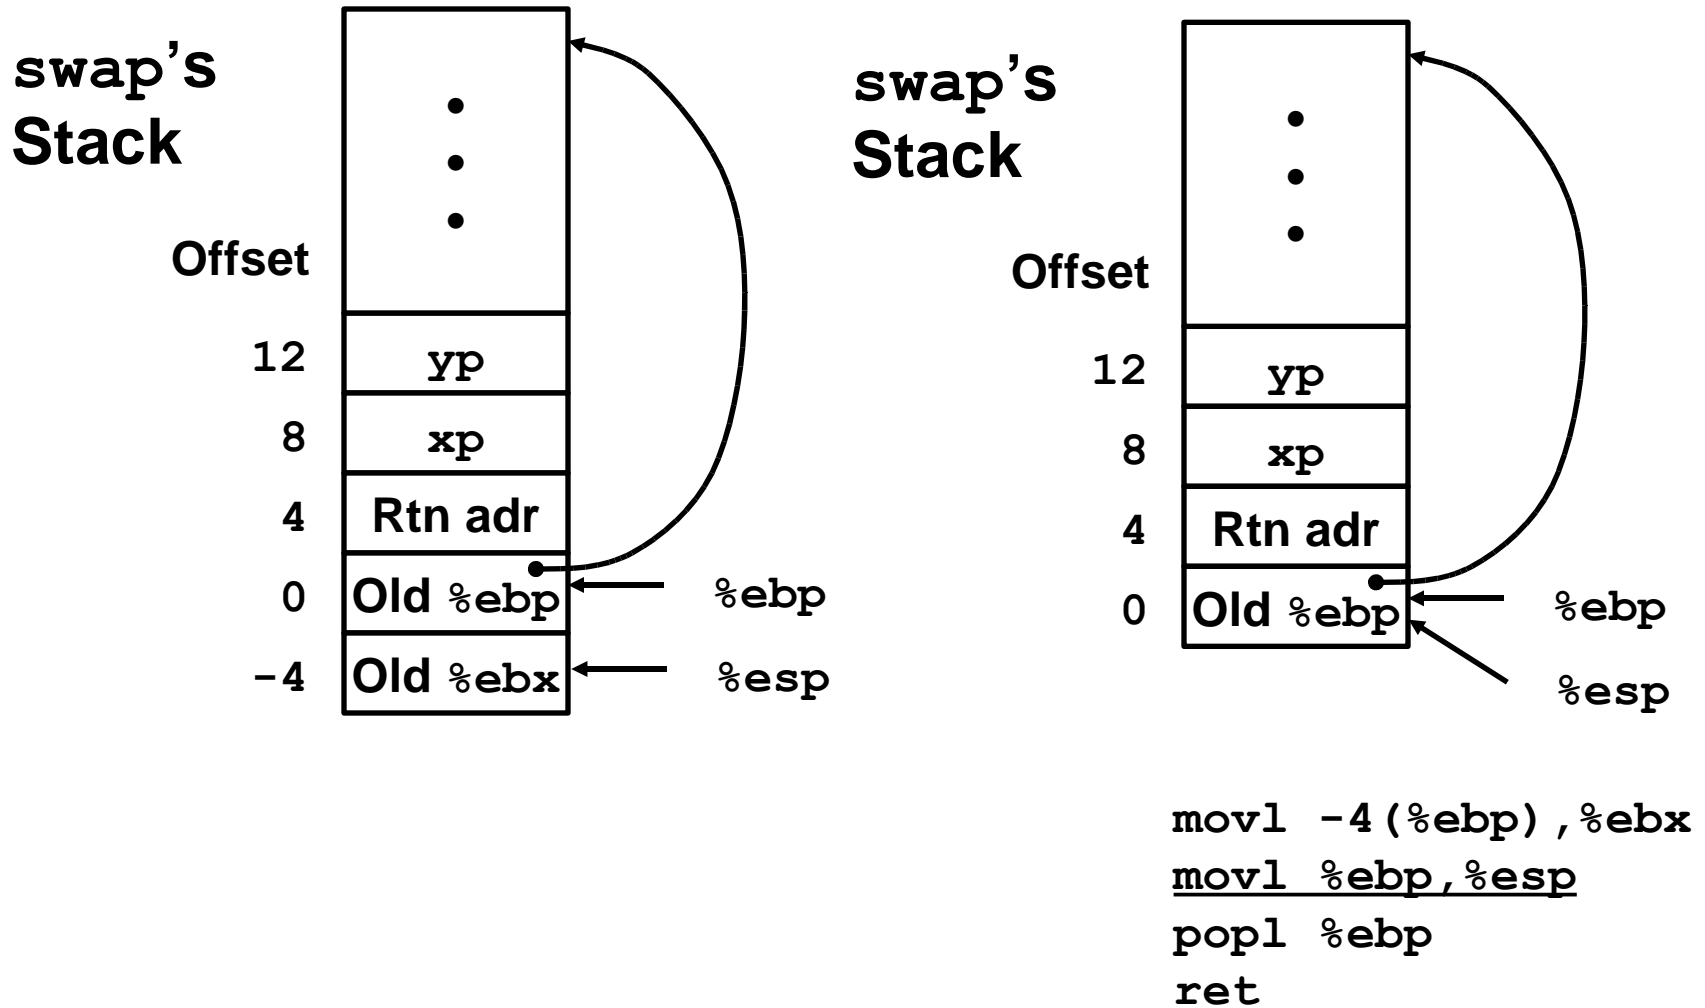 swap's
Stack
Offset
12 yp
8 xp
4 Rtn adr
0 Old %ebp %ebp
-4 Old %ebx %esp
swap's
Stack
Offset
12 yp
8 xp
4 Rtn adr
0 Old %ebp %ebp
%esp
movl -4(%ebp),%ebx
movl %ebp,%esp
popl %ebp
ret